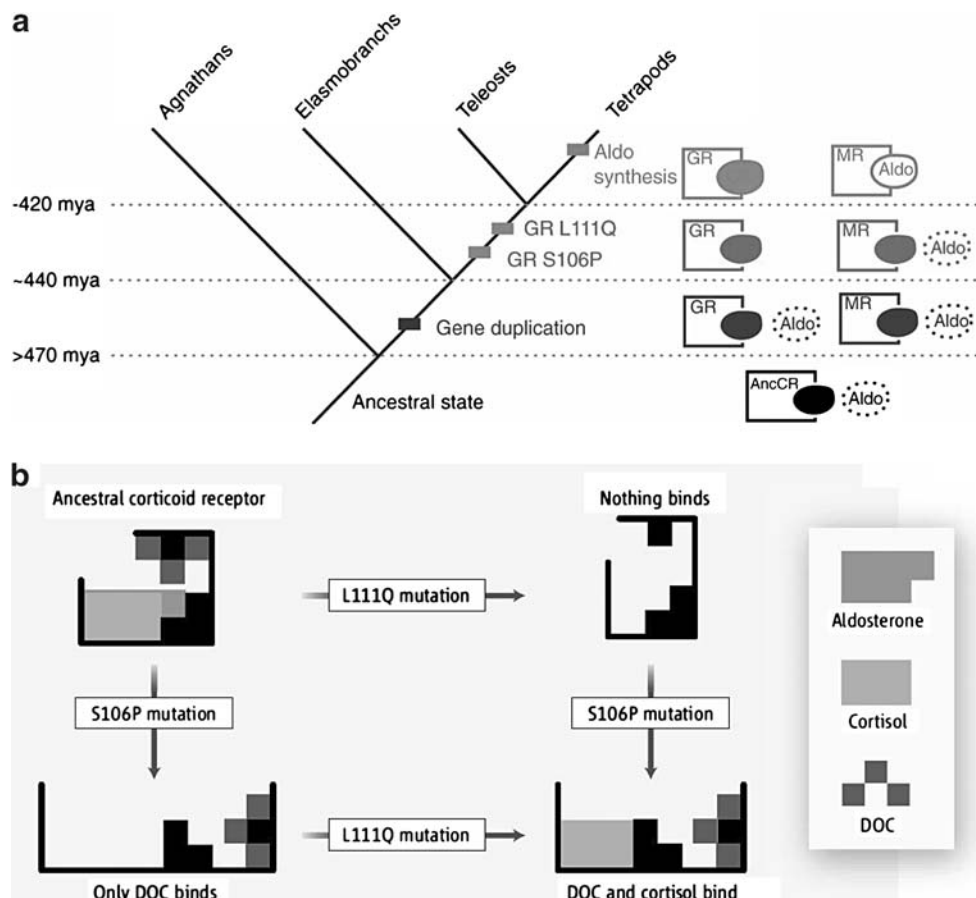 a
Agnathans
Elasmobranchs
Teleosts
Tetrapods
Aldo
synthesis
GR
MR
Aldo
-420 mya
GR L111Q
GR S106P
GR
MR
Aldo
~440 mya
Gene duplication
GR
Aldo
MR
Aldo
>470 mya
Ancestral state
AncCR
Aldo
b
Ancestral corticoid receptor
Nothing binds
L111Q mutation
S106P mutation
S106P mutation
L111Q mutation
Only DOC binds
DOC and cortisol bind
Aldosterone
Cortisol
DOC